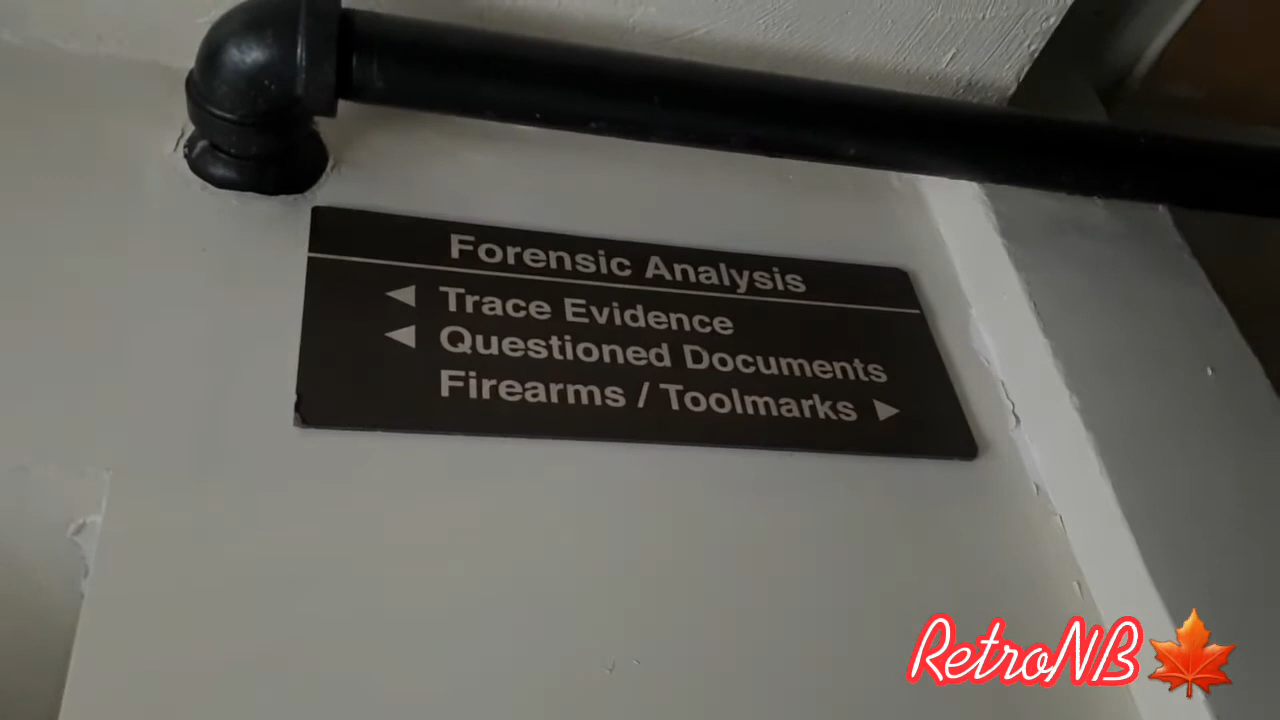 Forensic Analysis
◀ Trace Evidence
◀ Questioned Documents
Firearms / Toolmarks ▶
RetroNB